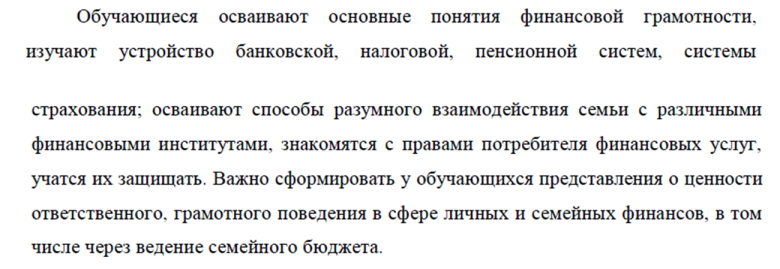 Обучающиеся осваивают основные понятия финансовой грамотности,
изучают устройство банковской, налоговой, пенсионной систем, системы
страхования; осваивают способы разумного взаимодействия семьи с различными
финансовыми институтами, знакомятся с правами потребителя финансовых услуг,
учатся их защищать. Важно сформировать у обучающихся представления о ценности
ответственного, грамотного поведения в сфере личных и семейных финансов, в том
числе через ведение семейного бюджета.